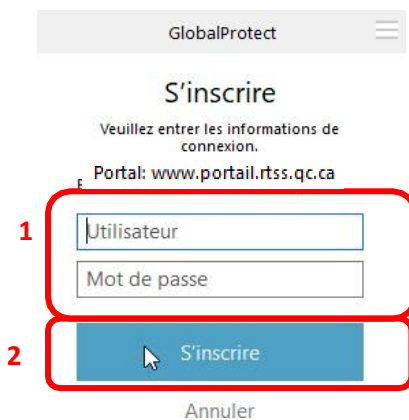 GlobalProtect
S'inscrire
Veuillez entrer les informations de
connexion.
Portal: www.portail.rtss.qc.ca
1
Utilisateur
Mot de passe
2
S'inscrire
Annuler